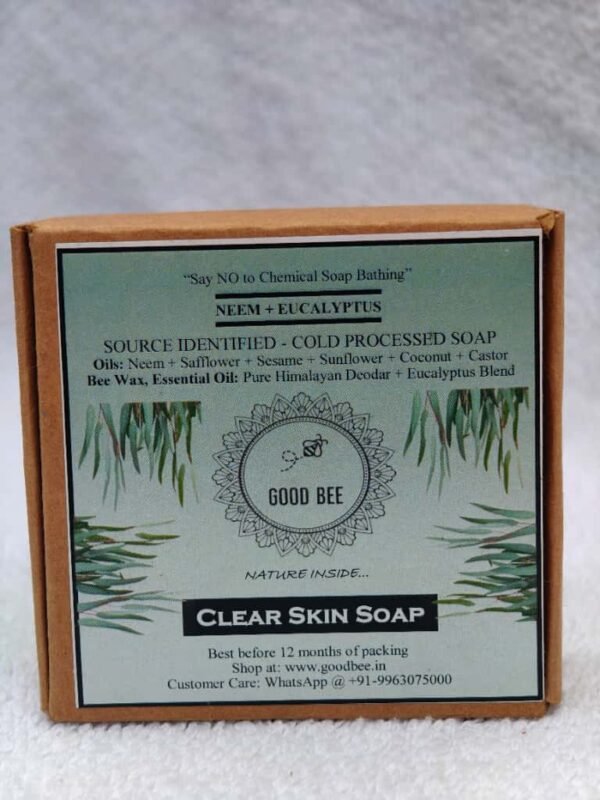 “Say NO to Chemical Soap Bathing”
NEEM + EUCALYPTUS
SOURCE IDENTIFIED - COLD PROCESSED SOAP
Oils: Neem + Safflower + Sesame + Sunflower + Coconut + Castor
Bee Wax, Essential Oil: Pure Himalayan Deodar + Eucalyptus Blend
GOOD BEE
NATURE INSIDE...
CLEAR SKIN SOAP
Best before 12 months of packing
Shop at: www.goodbee.in
Customer Care: WhatsApp @ +91-9963075000